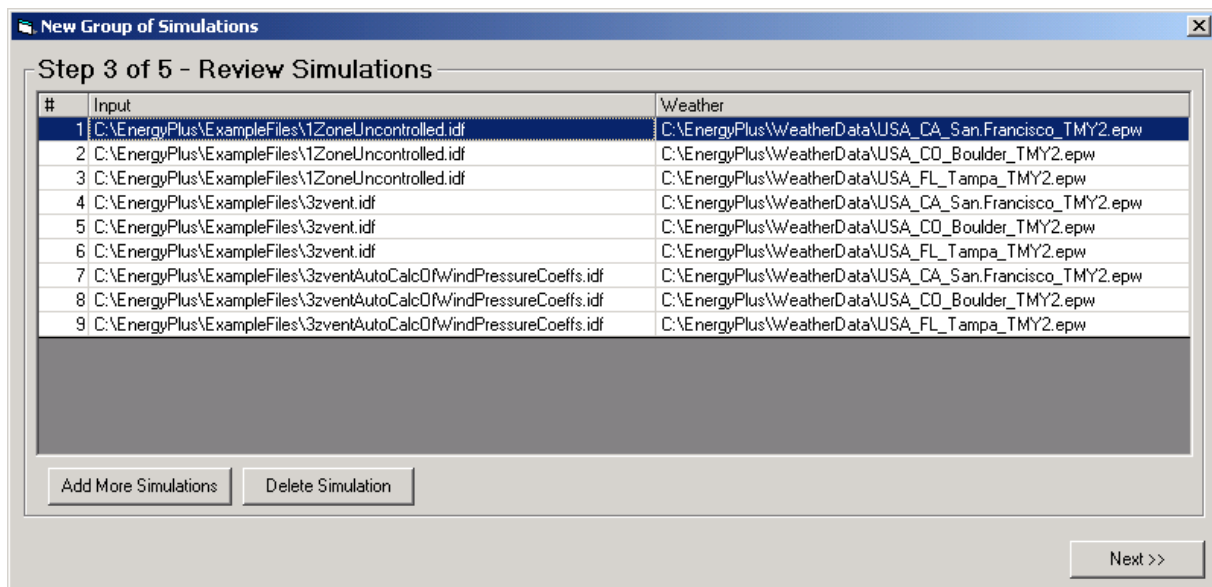 New Group of Simulations
Step 3 of 5 - Review Simulations
# Input Weather
1 C:\EnergyPlus\ExampleFiles\1ZoneUncontrolled.idf C:\EnergyPlus\WeatherData\USA_CA_San.Francisco_TMY2.epw
2 C:\EnergyPlus\ExampleFiles\1ZoneUncontrolled.idf C:\EnergyPlus\WeatherData\USA_CO_Boulder_TMY2.epw
3 C:\EnergyPlus\ExampleFiles\1ZoneUncontrolled.idf C:\EnergyPlus\WeatherData\USA_FL_Tampa_TMY2.epw
4 C:\EnergyPlus\ExampleFiles\3zvent.idf C:\EnergyPlus\WeatherData\USA_CA_San.Francisco_TMY2.epw
5 C:\EnergyPlus\ExampleFiles\3zvent.idf C:\EnergyPlus\WeatherData\USA_CO_Boulder_TMY2.epw
6 C:\EnergyPlus\ExampleFiles\3zvent.idf C:\EnergyPlus\WeatherData\USA_FL_Tampa_TMY2.epw
7 C:\EnergyPlus\ExampleFiles\3zventAutoCalcOfWindPressureCoeffs.idf C:\EnergyPlus\WeatherData\USA_CA_San.Francisco_TMY2.epw
8 C:\EnergyPlus\ExampleFiles\3zventAutoCalcOfWindPressureCoeffs.idf C:\EnergyPlus\WeatherData\USA_CO_Boulder_TMY2.epw
9 C:\EnergyPlus\ExampleFiles\3zventAutoCalcOfWindPressureCoeffs.idf C:\EnergyPlus\WeatherData\USA_FL_Tampa_TMY2.epw
Add More Simulations Delete Simulation
Next >>